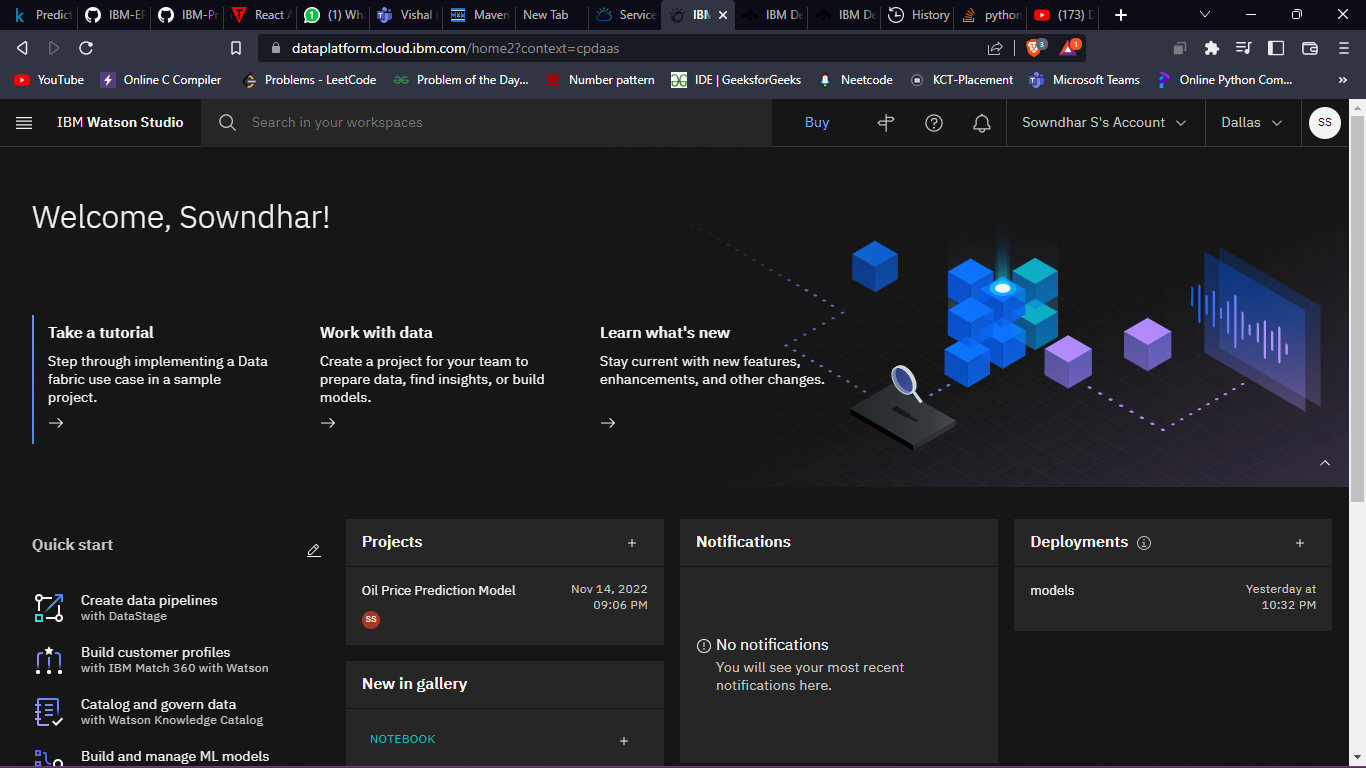 Predict
IBM-EP
IBM-Pr
React A
(1) Wh
Vishal
Maven
New Tab
Service
IBM
IBM De
IBM De
History
python
(173) D
dataplatform.cloud.ibm.com/home2?context=cpdaas
3
1
YouTube
Online C Compiler
Problems - LeetCode
Problem of the Day...
Number pattern
IDE | GeeksforGeeks
Neetcode
KCT-Placement
Microsoft Teams
Online Python Com...
»
IBM Watson Studio
Search in your workspaces
Buy
Sowndhar S's Account
Dallas
SS
Welcome, Sowndhar!
Take a tutorial
Step through implementing a Data
fabric use case in a sample
project.
Work with data
Create a project for your team to
prepare data, find insights, or build
models.
Learn what's new
Stay current with new features,
enhancements, and other changes.
Quick start
Create data pipelines
with DataStage
Build customer profiles
with IBM Match 360 with Watson
Catalog and govern data
with Watson Knowledge Catalog
Build and manage ML models
Projects
Oil Price Prediction Model
Nov 14, 2022
09:06 PM
SS
New in gallery
NOTEBOOK
Notifications
No notifications
You will see your most recent
notifications here.
Deployments
models
Yesterday at
10:32 PM